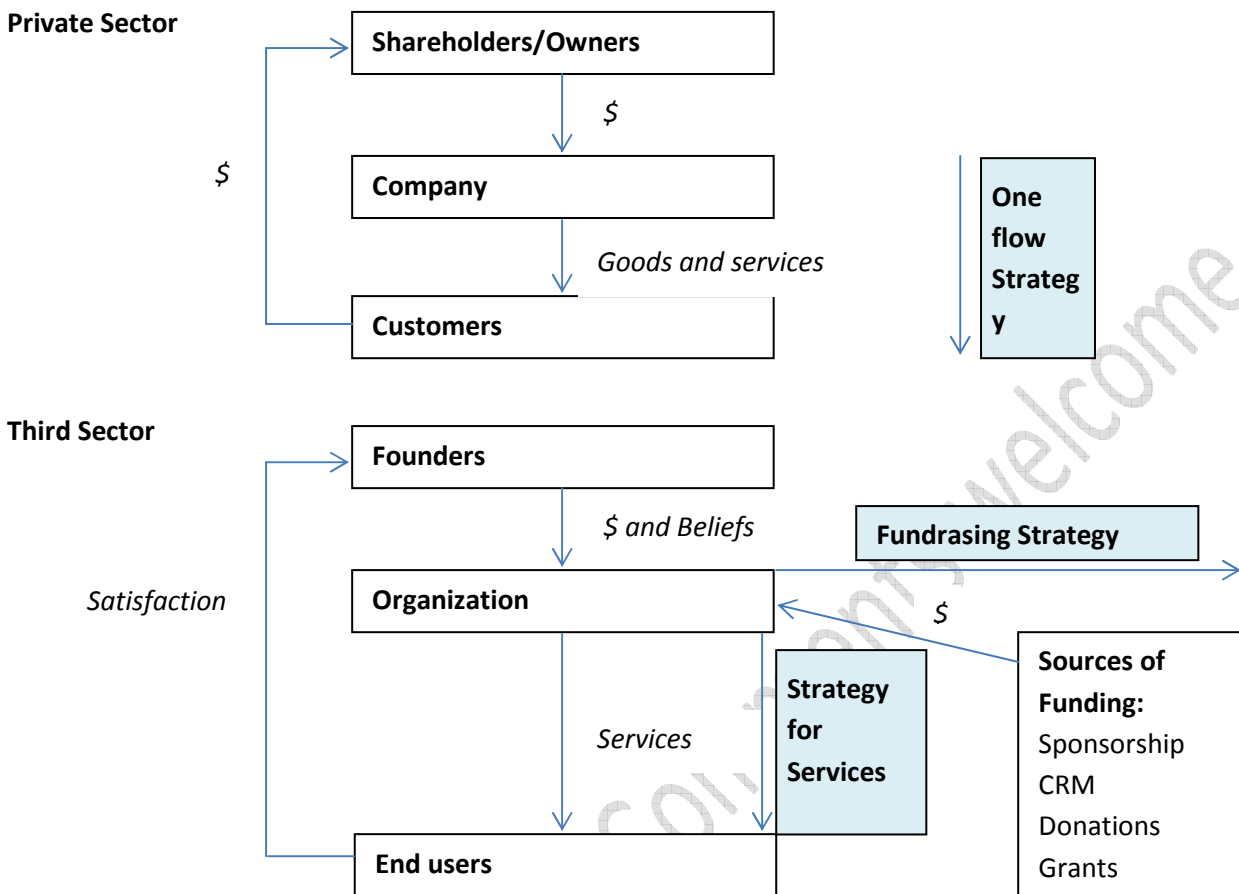 Private Sector
Shareholders/Owners
$
$
Company
One
flow
Strateg
y
Goods and services
Customers
Third Sector
Founders
$ and Beliefs
Fundrasing Strategy
Satisfaction
Organization
$
Sources of
Funding:
Sponsorship
CRM
Donations
Grants
Strategy
for
Services
Services
End users
welcome